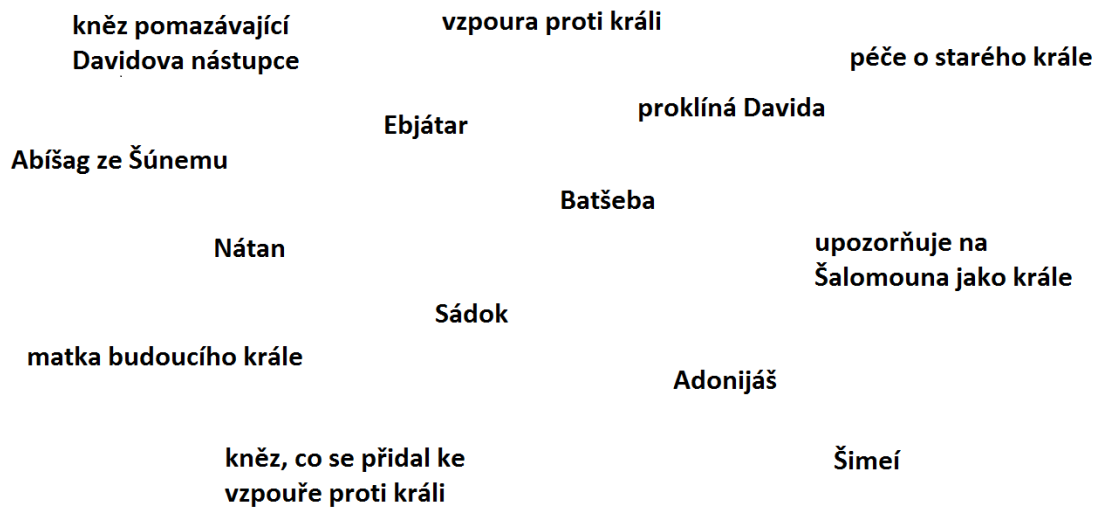 kněz pomazávající
Davidova nástupce
vzpoura proti králi
péče o starého krále
proklíná Davida
Ebjátar
Abíšag ze Šúnemu
Batšeba
Nátan
upozorňuje na
Šalomouna jako krále
Sádok
matka budoucího krále
Adonijáš
kněz, co se přidal ke
vzpouře proti králi
Šimeí